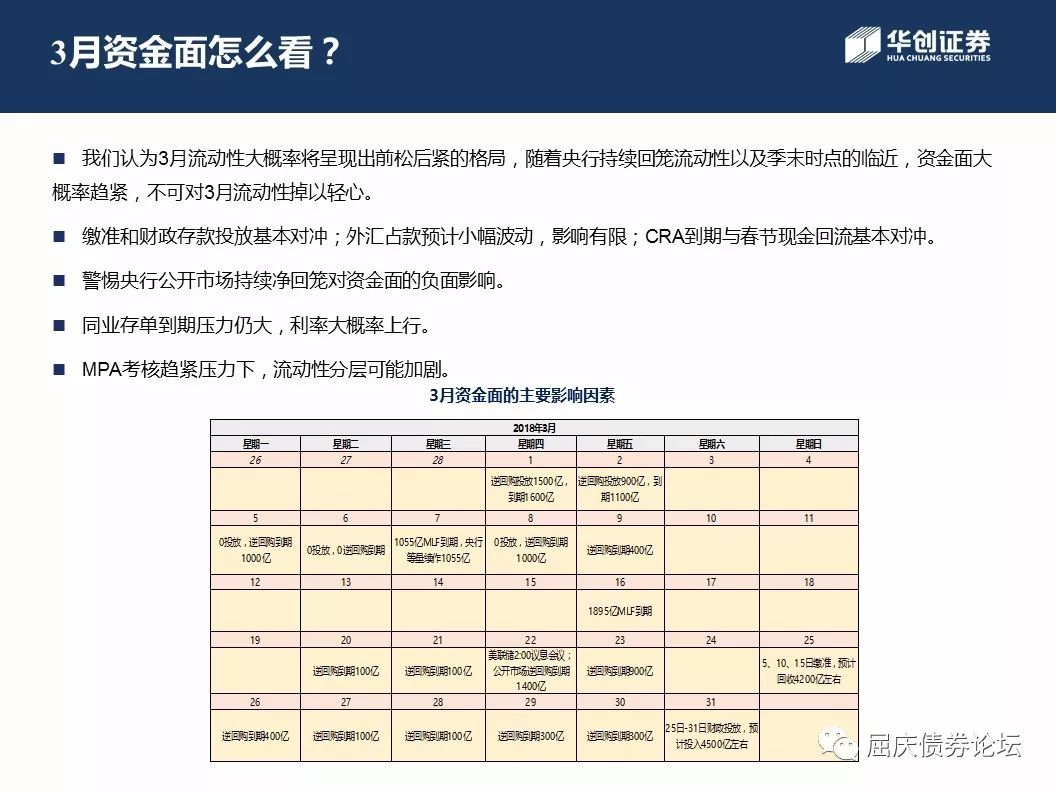 3月资金面怎么看？
华创证券
HUA CHUANG SECURITIES
■ 我们认为3月流动性大概率将呈现出前松后紧的格局，随着央行持续回笼流动性以及季末时点的临近，资金面大
概率趋紧，不可对3月流动性掉以轻心。
■ 缴准和财政存款投放基本对冲；外汇占款预计小幅波动，影响有限；CRA到期与春节现金回流基本对冲。
■ 警惕央行公开市场持续净回笼对资金面的负面影响。
■ 同业存单到期压力仍大，利率大概率上行。
■ MPA考核趋紧压力下，流动性分层可能加剧。
3月资金面的主要影响因素
2018年3月
星期一 星期二 星期三 星期四 星期五 星期六 星期日
26 27 28 1 2 3 4
逆回购投放1500亿，
到期1600亿
逆回购投放900亿，到
期1100亿
5 6 7 8 9 10 11
0投放，逆回购到期
1000亿
0投放，0逆回购到期
1055亿MLF到期，央行
等量续作1055亿
0投放，逆回购到期
1000亿
逆回购到期400亿
12 13 14 15 16 17 18
1895亿MLF到期
19 20 21 22 23 24 25
逆回购到期100亿
逆回购到期100亿
美联储2:00议息会议；
公开市场逆回购到期
1400亿
逆回购到期900亿
5、10、15日缴准，预计
回收4200亿左右
26 27 28 29 30 31
逆回购到期400亿
逆回购到期100亿
逆回购到期100亿
逆回购到期300亿
逆回购到期300亿
25日-31日财政投放，预
计投入4500亿左右
屈庆债券论坛